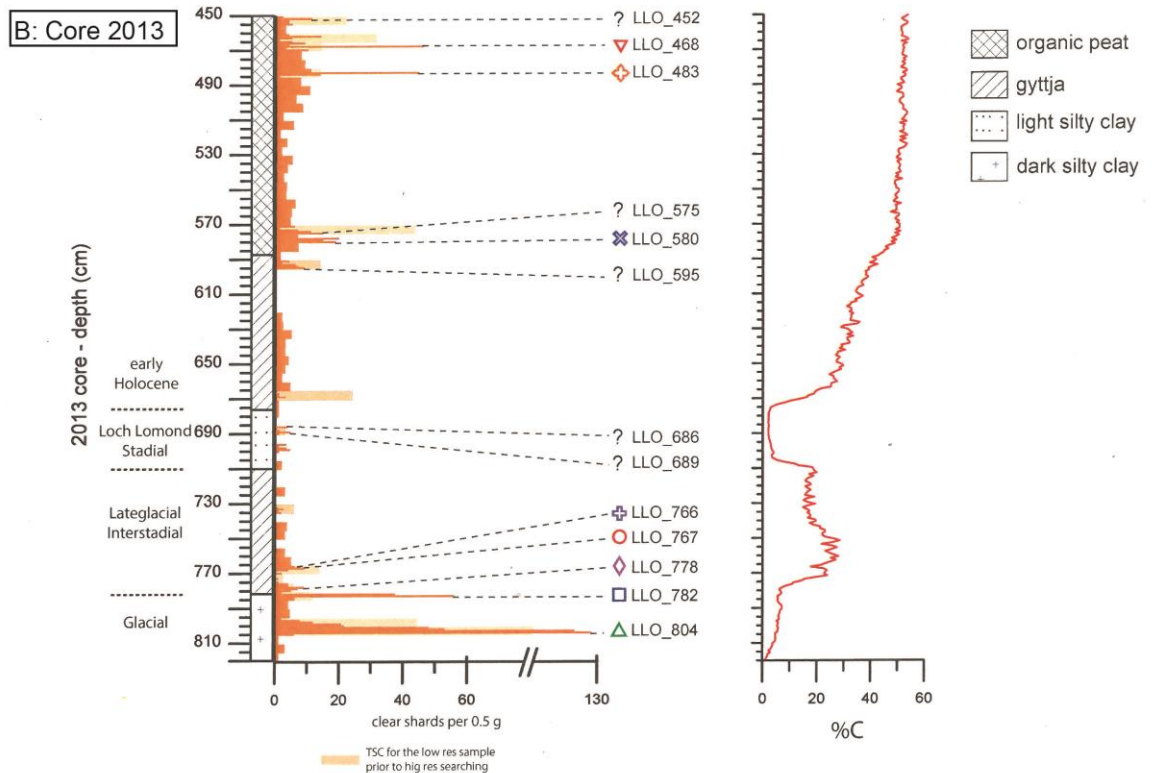 B: Core 2013
2013 core - depth (cm)
450
490
530
570
610
650
690
730
770
810
early
Holocene
Loch Lomond
Stadial
Lateglacial
Interstadial
Glacial
? LLO_452
LLO_468
LLO_483
? LLO_575
LLO_580
? LLO_595
? LLO_686
? LLO_689
LLO_766
LLO_767
LLO_778
LLO_782
LLO_804
0 20 40 60 130
clear shards per 0.5 g
TSC for the low res sample
prior to hig res searching
0 20 40 60
%C
organic peat
gyttja
light silty clay
dark silty clay